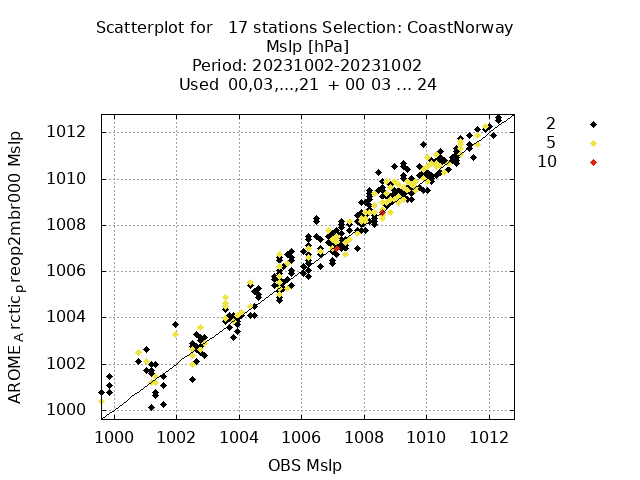 Scatterplot for   17 stations Selection: CoastNorway
Mslp [hPa]
Period: 20231002-20231002
Used  00,03,...,21  + 00 03 ... 24
2
5
10
1012
1010
1008
1006
1004
1002
1000
AROME_Arctic_preop2mbr000 Mslp
1000 1002 1004 1006 1008 1010 1012
OBS Mslp